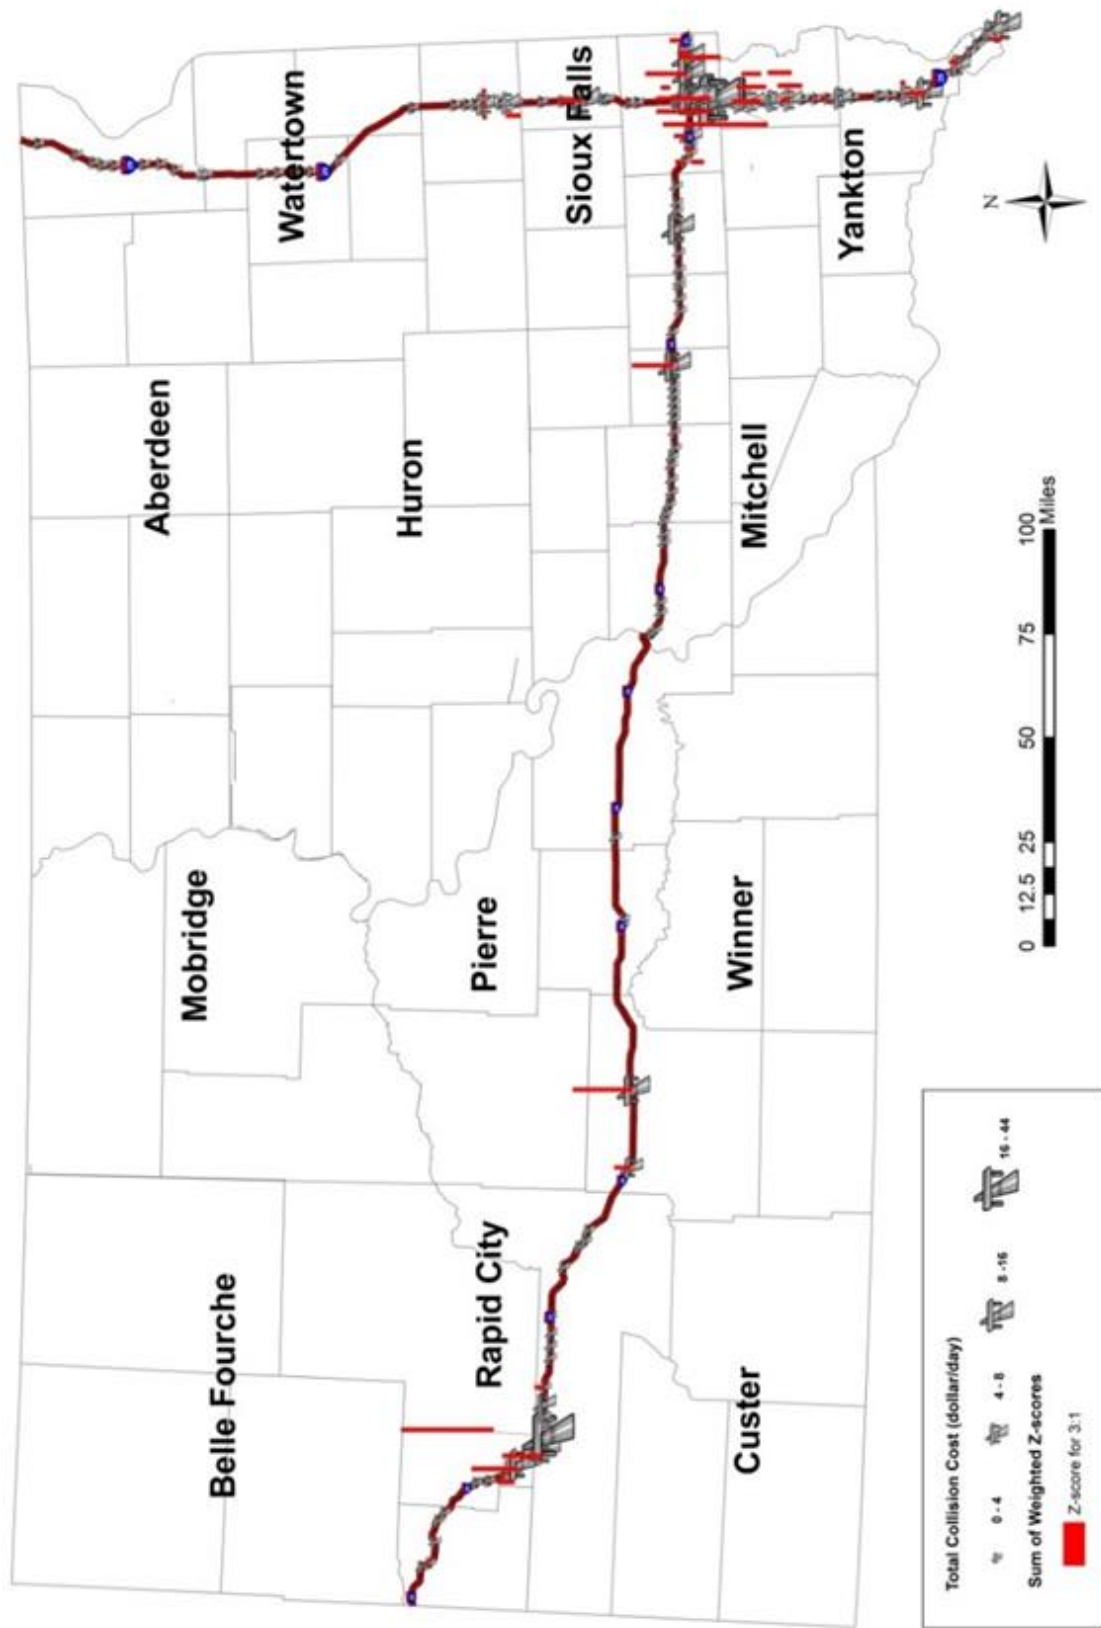 Belle Fourche
Mobridge
Aberdeen
Watertown
Rapid City
Pierre
Huron
Sioux Falls
Custer
Winner
Mitchell
Yankton
N
0 12.5 25 50 75 100
Miles
Total Collision Cost (dollar/day)
0 - 4 4 - 8 8 -16 16 - 44
Sum of Weighted Z-scores
Z-score for 3:1